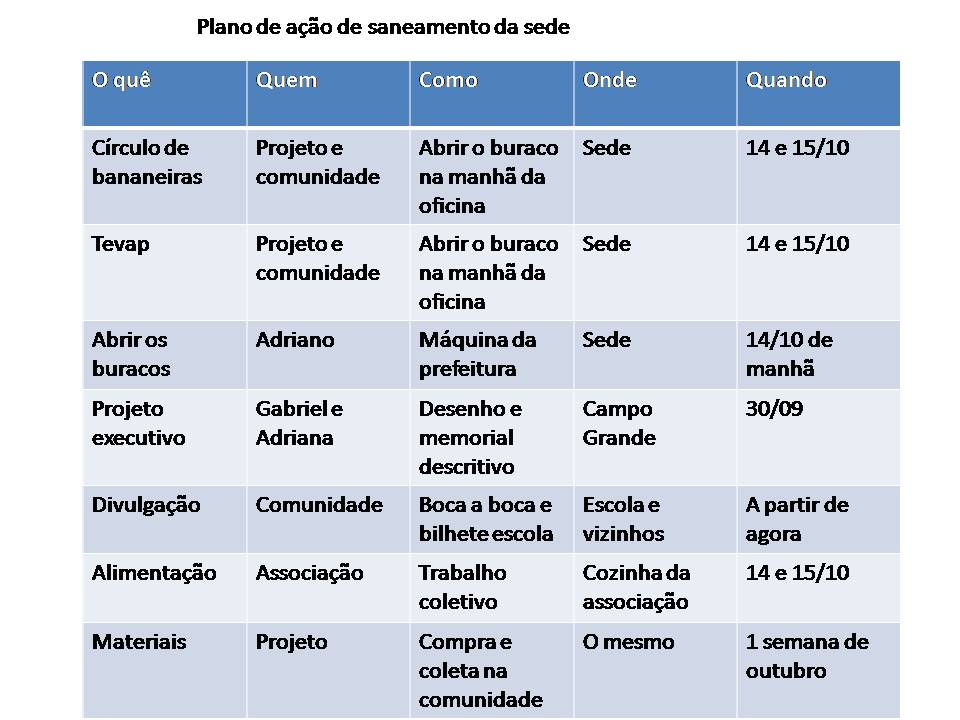 Plano de ação de saneamento da sede
O quê Quem Como Onde Quando
Círculo de Projeto e Abrir o buraco Sede 14 e 15/10
bananeiras comunidade na manhã da
oficina
Tevap Projeto e Abrir o buraco Sede 14 e 15/10
comunidade na manhã da
oficina
Abrir os Adriano Máquina da Sede 14/10 de
buracos prefeitura manhã
Projeto Gabriel e Desenho e Campo 30/09
executivo Adriana memorial Grande
descritivo
Divulgação Comunidade Boca a boca e Escola e A partir de
bilhete escola vizinhos agora
Alimentação Associação Trabalho Cozinha da 14 e 15/10
coletivo associação
Materiais Projeto Compra e O mesmo 1 semana de
coleta na outubro
comunidade